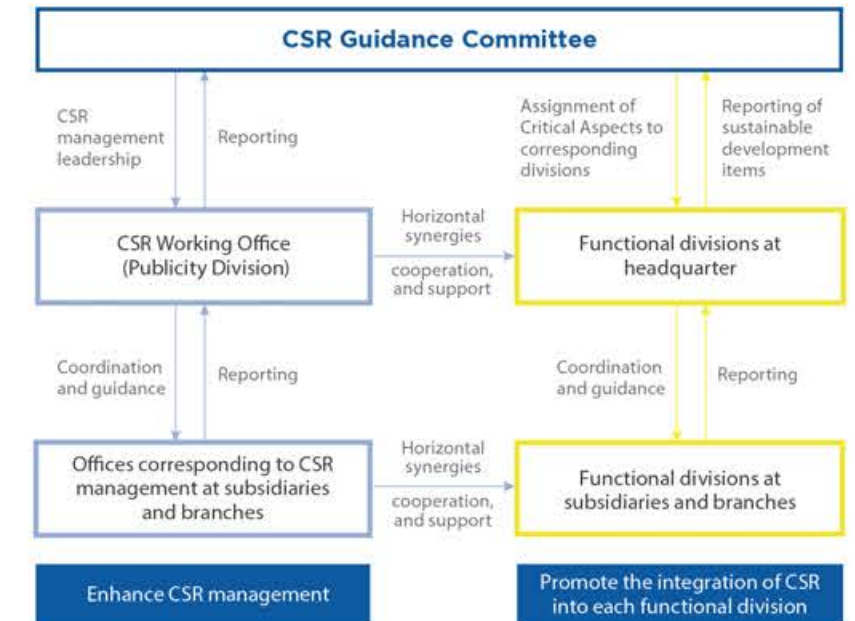 CSR Guidance Committee
CSR
management
leadership
Reporting
Assignment of
Critical Aspects to
corresponding
divisions
Reporting of
sustainable
development
items
CSR Working Office
(Publicity Division)
Horizontal
synergies
cooperation,
and support
Functional divisions at
headquarter
Coordination
and guidance
Reporting
Coordination
and guidance
Reporting
Offices corresponding to CSR
management at subsidiaries
and branches
Horizontal
synergies
cooperation,
and support
Functional divisions at
subsidiaries and branches
Enhance CSR management
Promote the integration of CSR
into each functional division